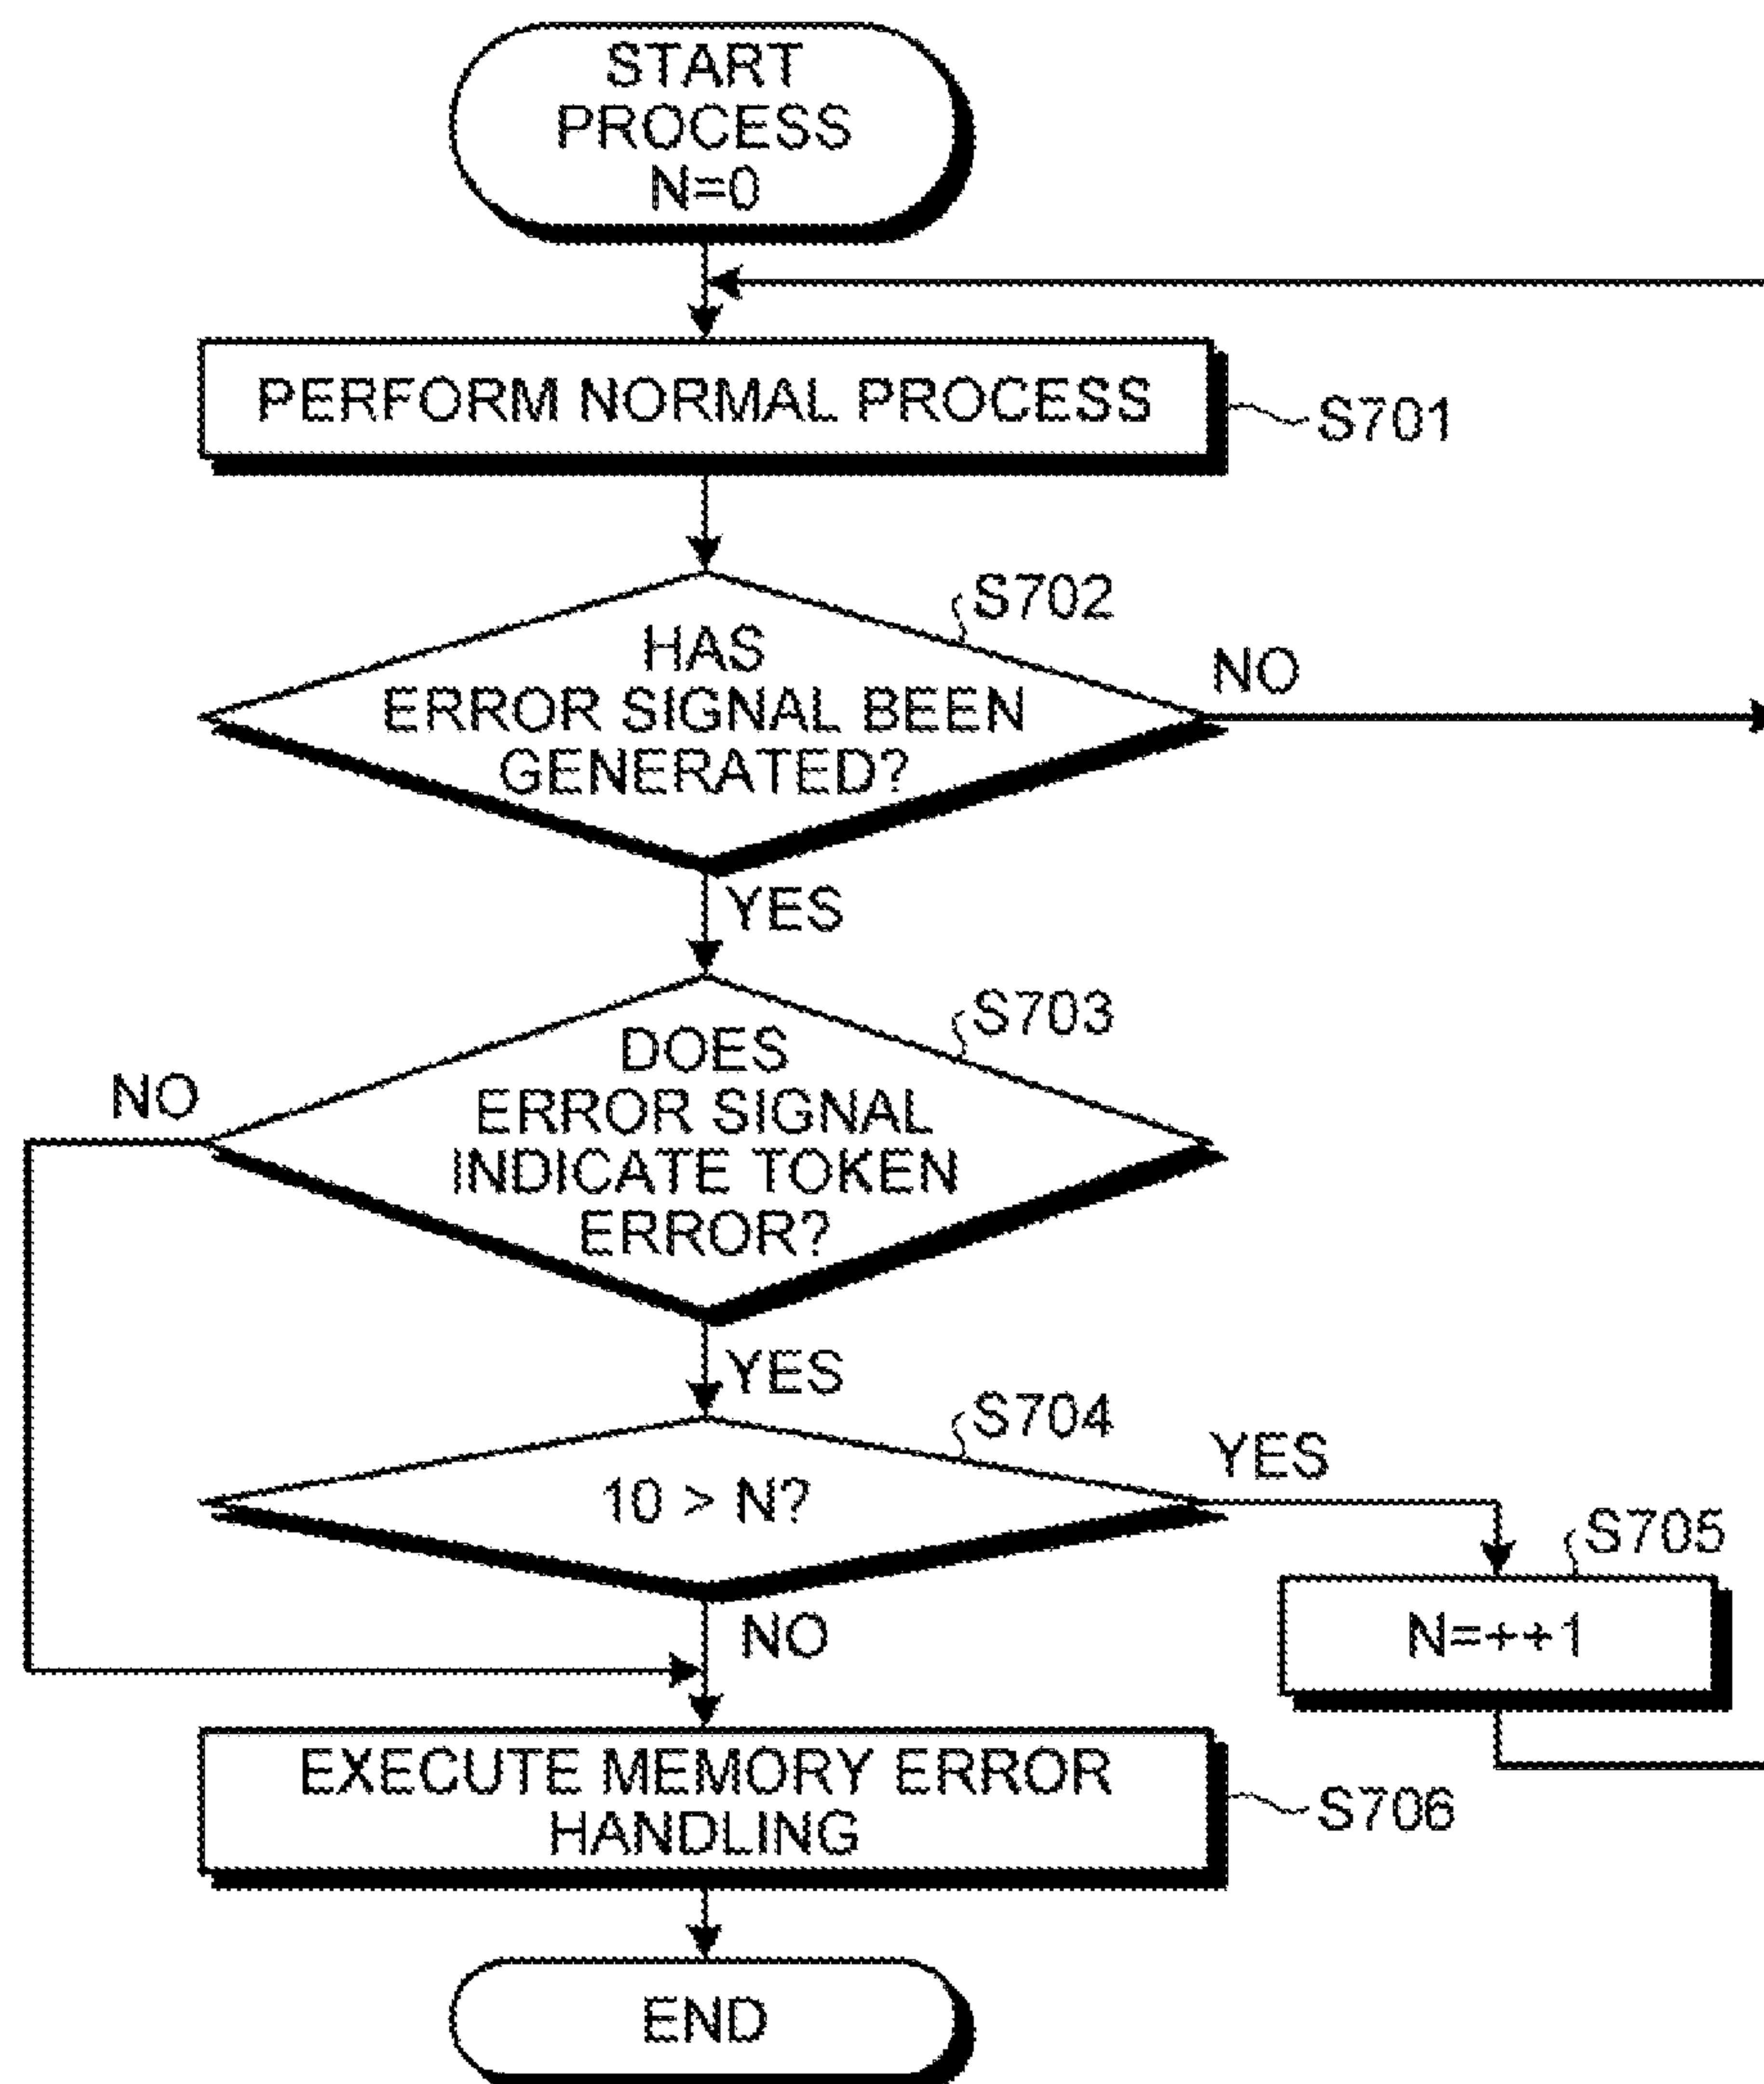 START
PROCESS
N=0
PERFORM NORMAL PROCESS
S701
S702
HAS
ERROR SIGNAL BEEN
GENERATED?
NO
YES
S703
DOES
ERROR SIGNAL
INDICATE TOKEN
ERROR?
NO
YES
S704
10 > N?
YES
S705
N=++1
NO
EXECUTE MEMORY ERROR
HANDLING
S706
END